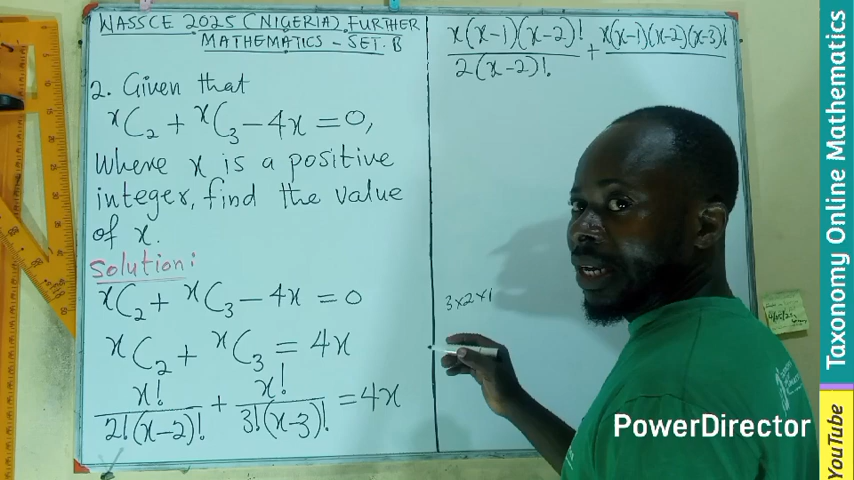 WASSCE 2025 (NIGERIA) FURTHER
MATHEMATICS - SET B
2. Given that
ˣC₂ + ˣC₃ - 4x = 0,
Where x is a positive
integer, find the value
of x.
Solution:
ˣC₂ + ˣC₃ - 4x = 0
ˣC₂ + ˣC₃ = 4x
x!/2!(x-2)! + x!/3!(x-3)! = 4x
x(x-1)(x-2)!/2(x-2)! + x(x-1)(x-2)(x-3)!
3×2×1
Taxonomy Online Mathematics
YouTube
PowerDirector